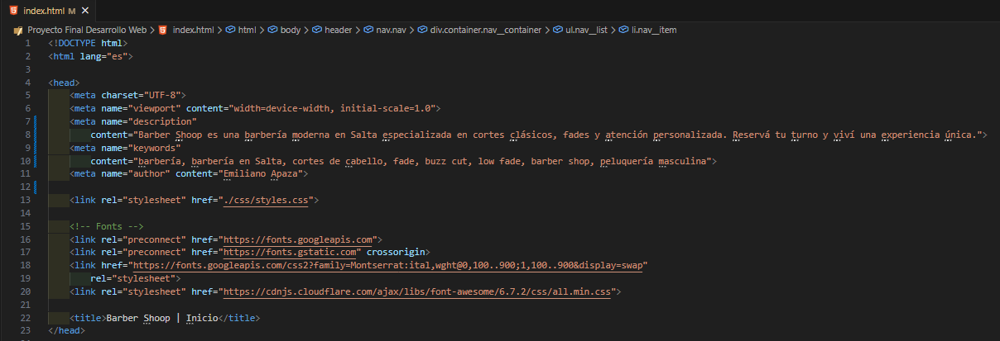 index.html M
Proyecto Final Desarrollo Web > index.html > html > body > header > nav.nav > div.container.nav__container > ul.nav__list > li.nav__item
1 <!DOCTYPE html>
2 <html lang="es">
3
4 <head>
5 <meta charset="UTF-8">
6 <meta name="viewport" content="width=device-width, initial-scale=1.0">
7 <meta name="description"
8 content="Barber Shoop es una barbería moderna en Salta especializada en cortes clásicos, fades y atención personalizada. Reservá tu turno y viví una experiencia única.">
9 <meta name="keywords"
10 content="barbería, barbería en Salta, cortes de cabello, fade, buzz cut, low fade, barber shop, peluquería masculina">
11 <meta name="author" content="Emiliano Apaza">
12
13 <link rel="stylesheet" href="./css/styles.css">
14
15 <!-- Fonts -->
16 <link rel="preconnect" href="https://fonts.googleapis.com">
17 <link rel="preconnect" href="https://fonts.gstatic.com" crossorigin>
18 <link href="https://fonts.googleapis.com/css2?family=Montserrat:ital,wght@0,100..900;1,100..900&display=swap"
19 rel="stylesheet">
20 <link rel="stylesheet" href="https://cdnjs.cloudflare.com/ajax/libs/font-awesome/6.7.2/css/all.min.css">
21
22 <title>Barber Shoop | Inicio</title>
23 </head>